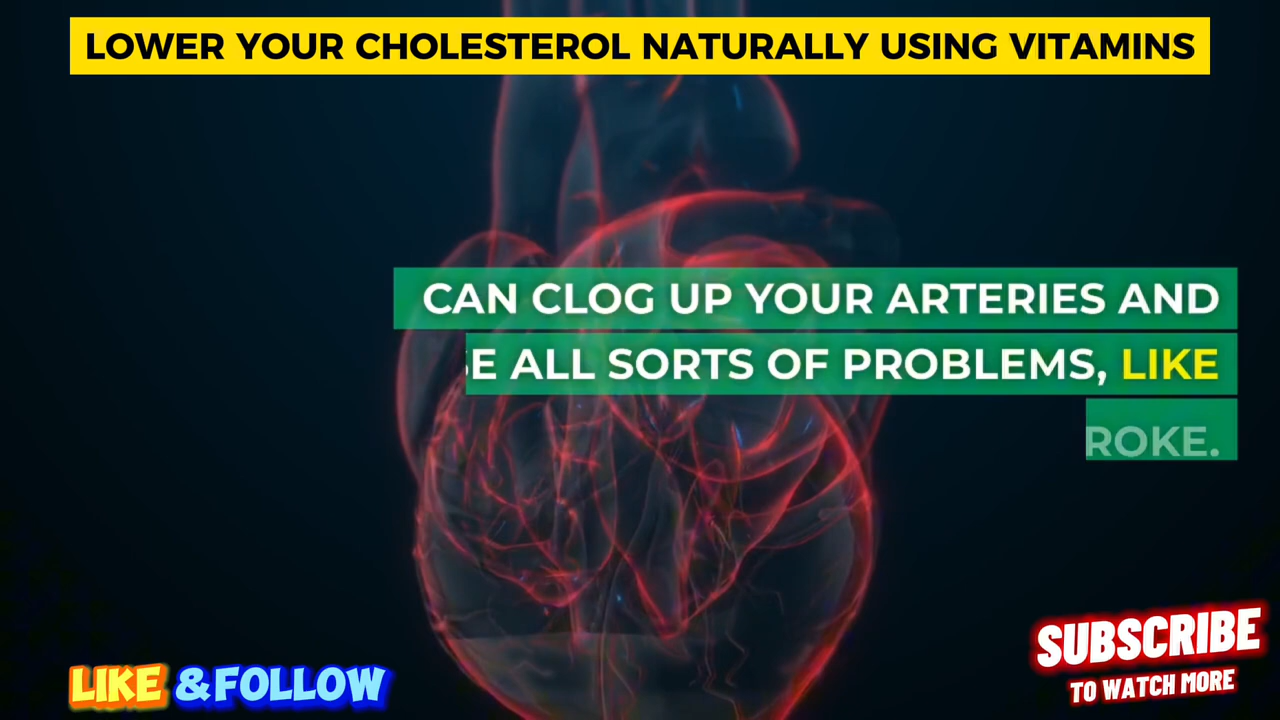 LOWER YOUR CHOLESTEROL NATURALLY USING VITAMINS
CAN CLOG UP YOUR ARTERIES AND
ALL SORTS OF PROBLEMS, LIKE
LIKE & FOLLOW
SUBSCRIBE
TO WATCH MORE